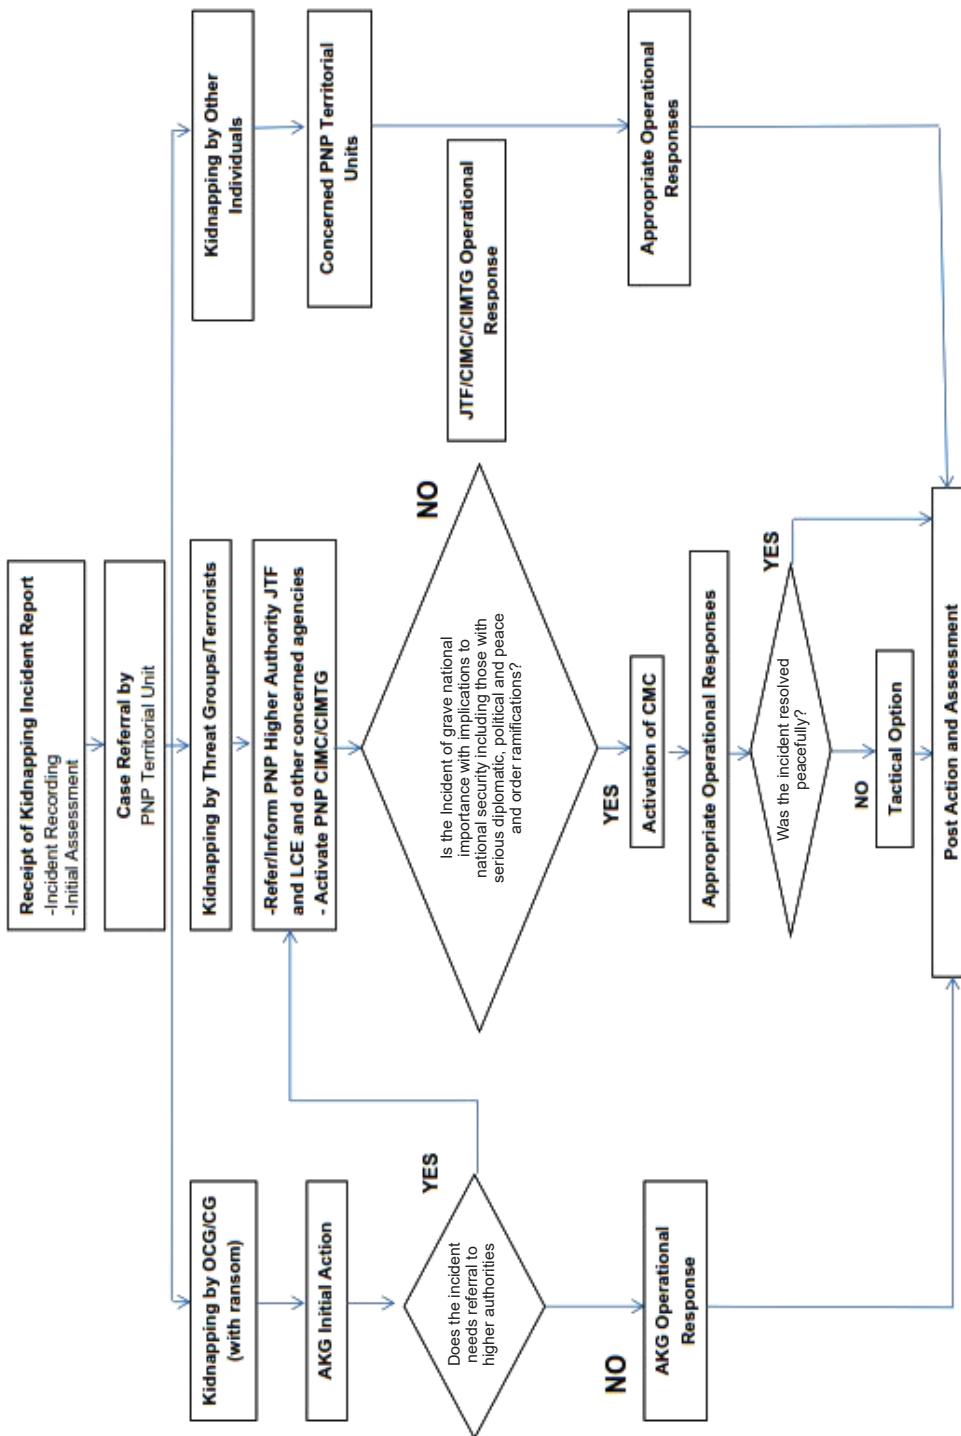 Receipt of Kidnapping Incident Report
-Incident Recording
-Initial Assessment
Case Referral by
PNP Territorial Unit
Kidnapping by OCG/CG
(with ransom)
AKG Initial Action
Does the incident
needs referral to
higher authorities
YES
NO
AKG Operational
Response
Kidnapping by Threat Groups/Terrorists
-Refer/Inform PNP Higher Authority JTF
and LCE and other concerned agencies
- Activate PNP CIMC/CIMTG
Is the Incident of grave national
importance with implications to
national security including those with
serious diplomatic, political and peace
and order ramifications?
NO
JTF/CIMC/CIMTG Operational
Response
YES
Activation of CMC
Appropriate Operational Responses
Was the incident resolved
peacefully?
YES
NO
Tactical Option
Kidnapping by Other
Individuals
Concerned PNP Territorial
Units
Appropriate Operational
Responses
Post Action and Assessment